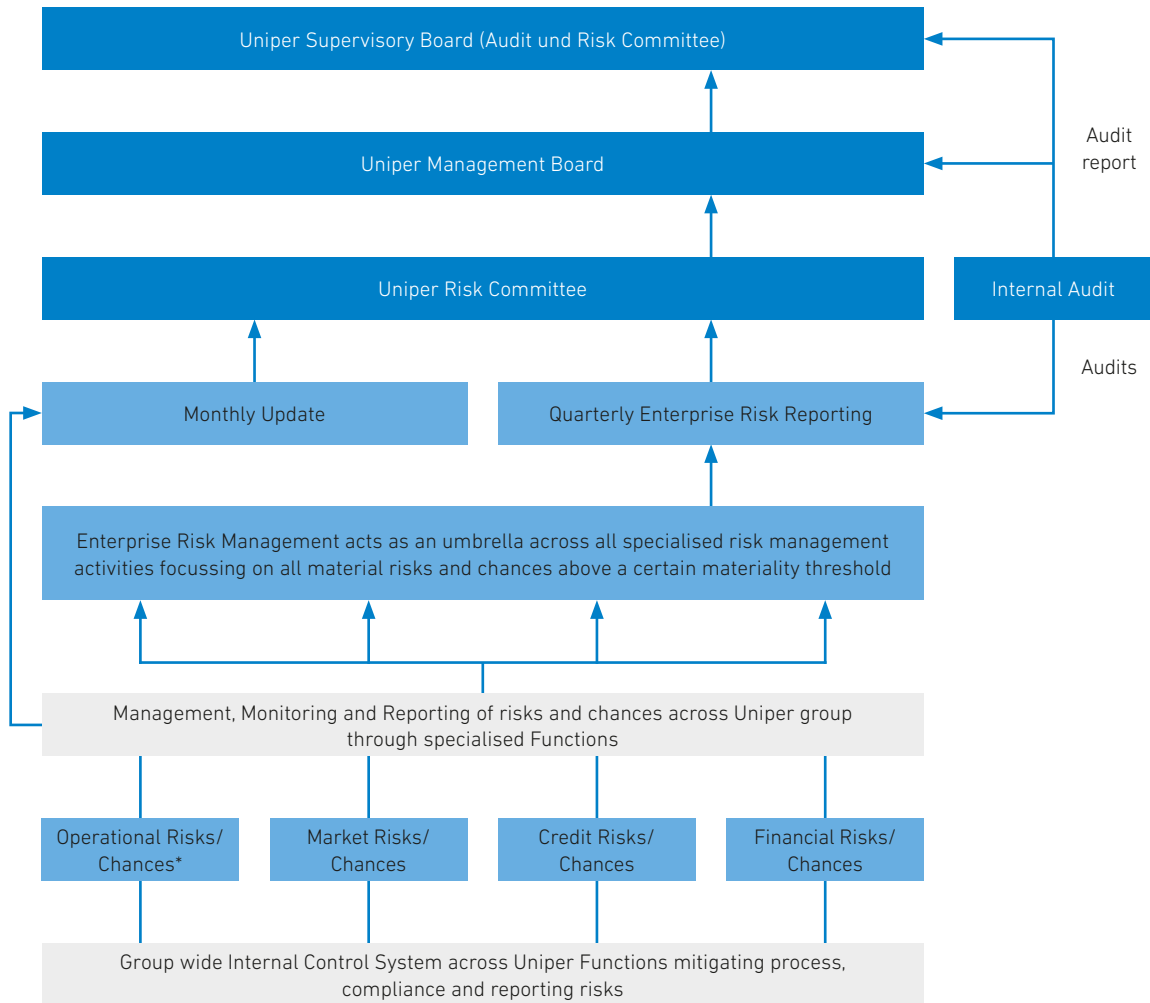 Uniper Supervisory Board (Audit und Risk Committee)
Audit
report
Uniper Management Board
Uniper Risk Committee
Internal Audit
Audits
Monthly Update
Quarterly Enterprise Risk Reporting
Enterprise Risk Management acts as an umbrella across all specialised risk management
activities focussing on all material risks and chances above a certain materiality threshold
Management, Monitoring and Reporting of risks and chances across Uniper group
through specialised Functions
Operational Risks/
Chances*
Market Risks/
Chances
Credit Risks/
Chances
Financial Risks/
Chances
Group wide Internal Control System across Uniper Functions mitigating process,
compliance and reporting risks